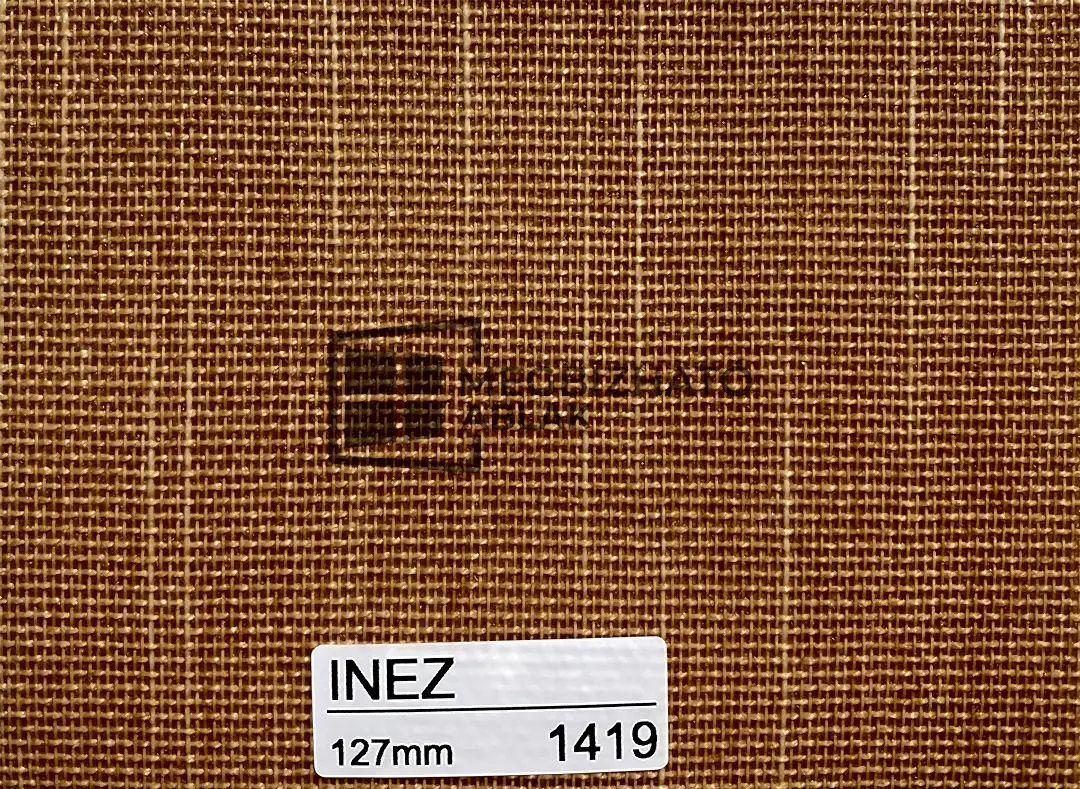 MEGBÍZHATÓ
ABLAK
INEZ
127mm 1419